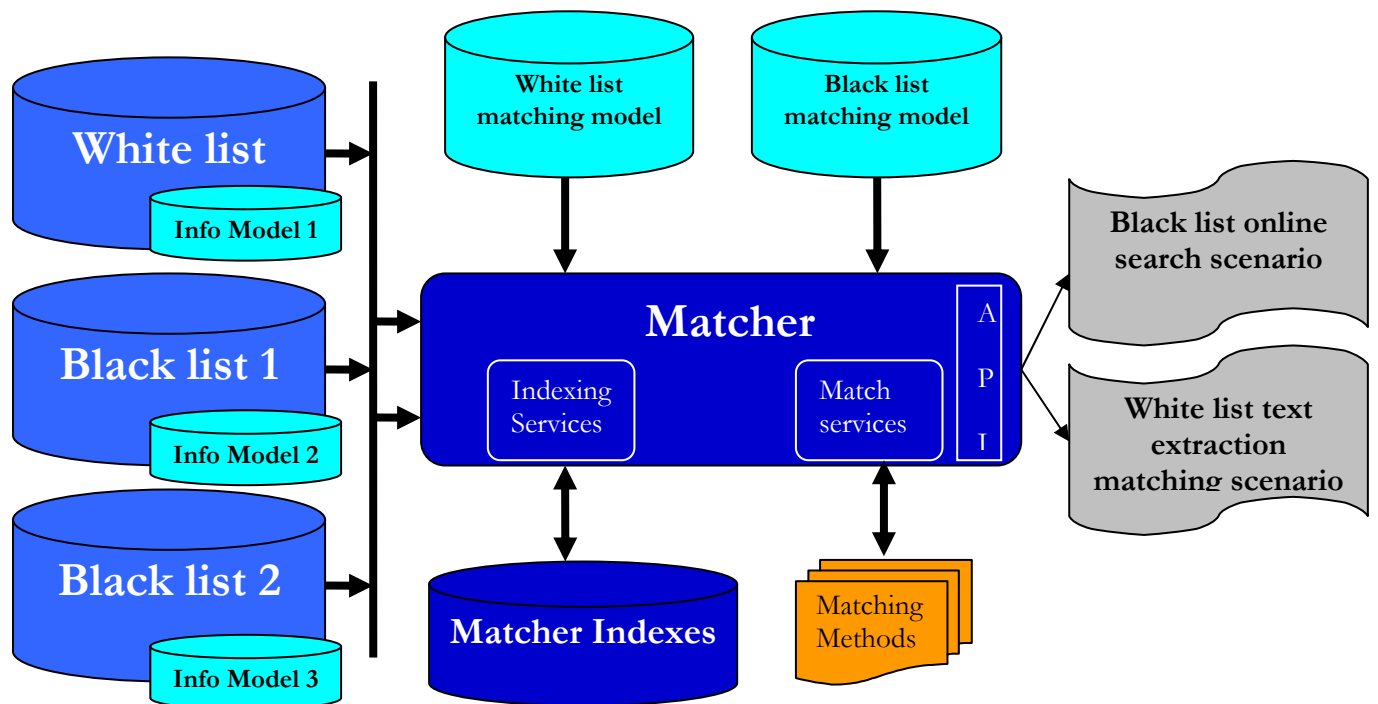 White list
Info Model 1
Black list 1
Info Model 2
Black list 2
Info Model 3
White list
matching model
Black list
matching model
Matcher
Indexing
Services
Match
services
A
P
I
Matcher Indexes
Matching
Methods
Black list online
search scenario
White list text
extraction
matching scenario